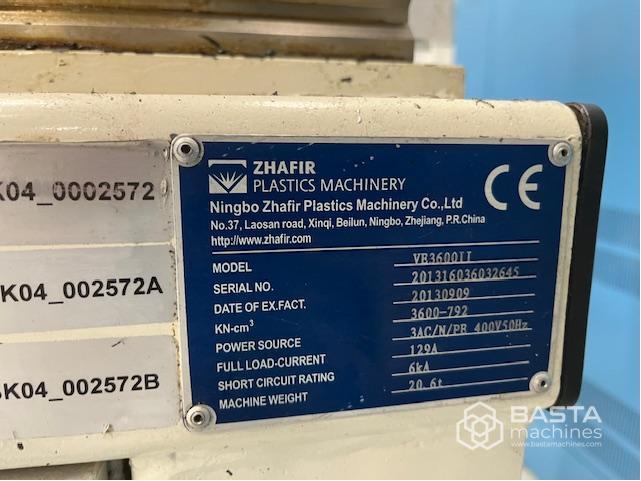 K04_0002572
K04_002572A
K04_002572B
ZHAFIR
PLASTICS MACHINERY
CE
Ningbo Zhafir Plastics Machinery Co.,Ltd
No.37, Laosan road, Xinqi, Beilun, Ningbo, Zhejiang, P.R.China
http://www.zhafir.com
MODEL VE3600II
SERIAL NO. 201316036032645
DATE OF EX.FACT. 20130909
KN-cm³ 3600-792
POWER SOURCE 3AC/N/PE 400V50Hz
FULL LOAD-CURRENT 129A
SHORT CIRCUIT RATING 6kA
MACHINE WEIGHT 20.6t
BASTA
machines